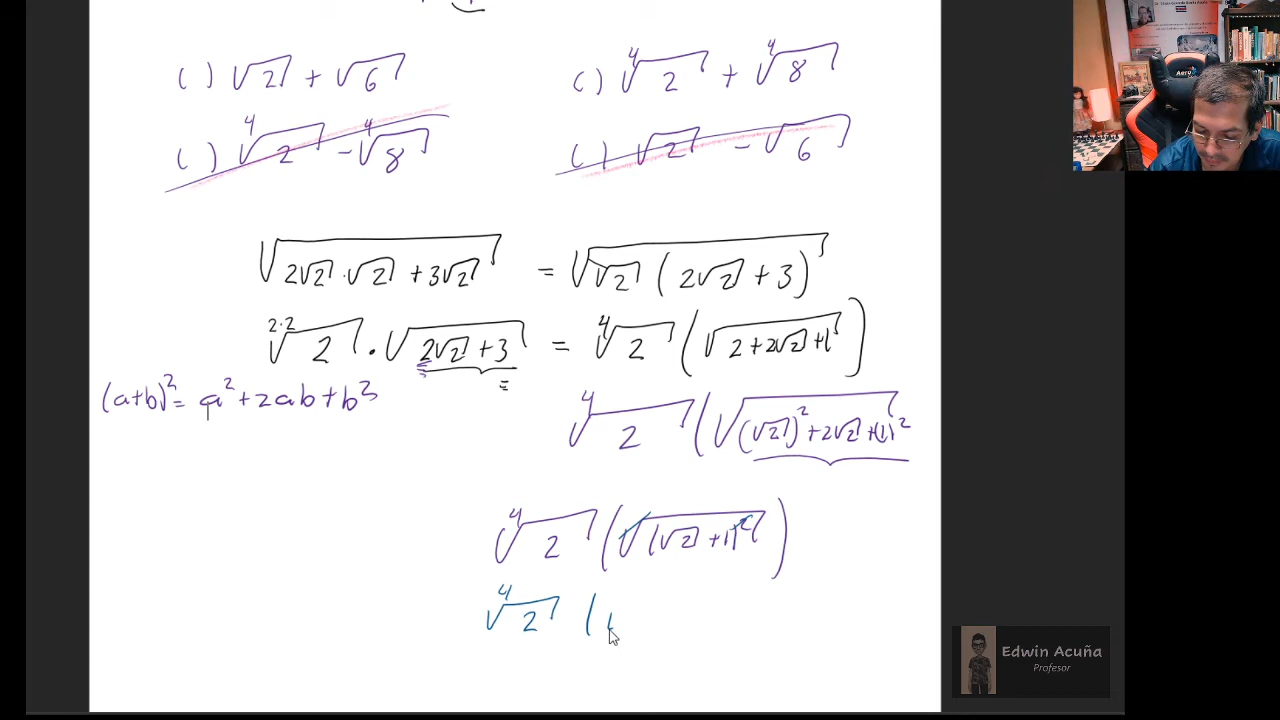 ( ) √2 + √6
( ) ⁴√2 + ⁴√8
( ) ⁴√2 - ⁴√8
( ) √2 - √6
√(2√2 · √2 + 3√2) = √(√2 (2√2 + 3))
²·²√2 · √(2√2 + 3) = ⁴√2 (√(2 + 2√2 + 1))
(a+b)² = a² + 2ab + b²
⁴√2 (√((√2)² + 2√2 + (1)²
⁴√2 (√(√2 + 1)²)
⁴√2 (
Edwin Acuña
Profesor